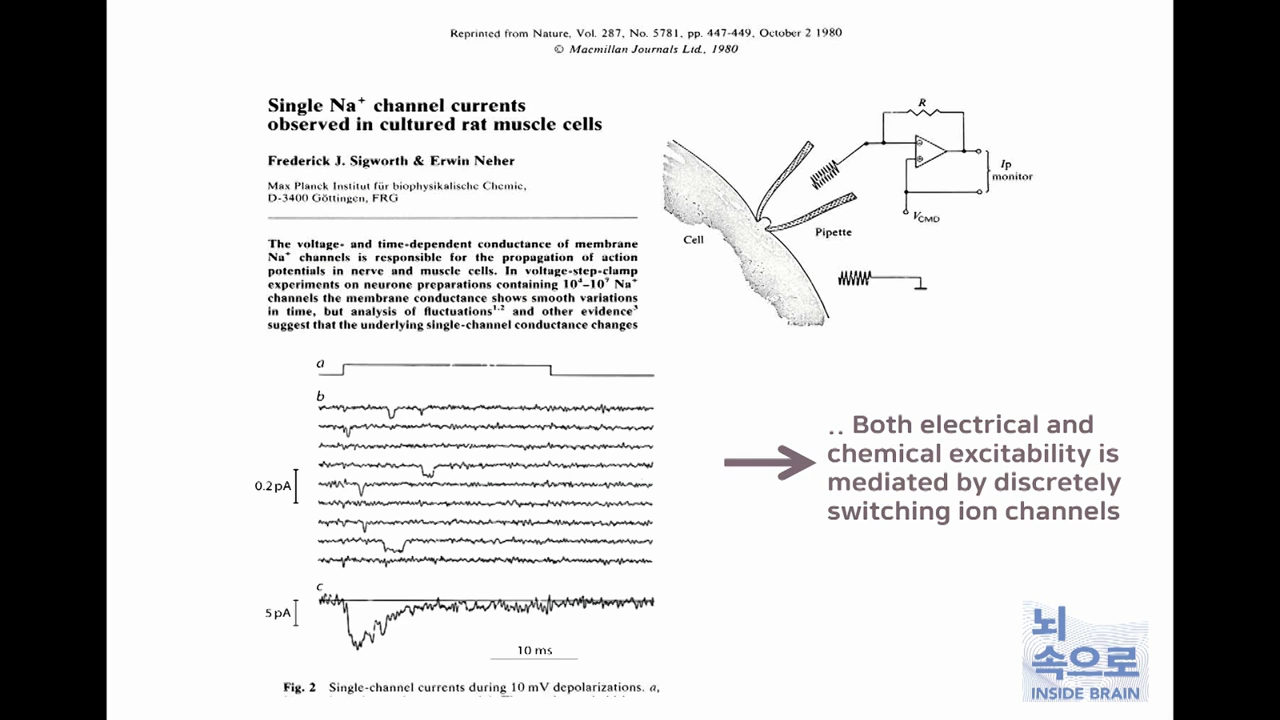 Reprinted from Nature, Vol. 287, No. 5781, pp. 447-449, October 2 1980
© Macmillan Journals Ltd., 1980
Single Na⁺ channel currents
observed in cultured rat muscle cells
Frederick J. Sigworth & Erwin Neher
Max Planck Institut für biophysikalische Chemie,
D-3400 Göttingen, FRG
The voltage- and time-dependent conductance of membrane
Na⁺ channels is responsible for the propagation of action
potentials in nerve and muscle cells. In voltage-step-clamp
experiments on neurone preparations containing 10⁴–10⁷ Na⁺
channels the membrane conductance shows smooth variations
in time, but analysis of fluctuations¹·² and other evidence³
suggest that the underlying single-channel conductance changes
R
Ip
monitor
VCMD
Cell
Pipette
a
b
0.2 pA
c
5 pA
10 ms
Fig. 2 Single-channel currents during 10 mV depolarizations. a,
.. Both electrical and
chemical excitability is
mediated by discretely
switching ion channels
뇌
속으로
INSIDE BRAIN